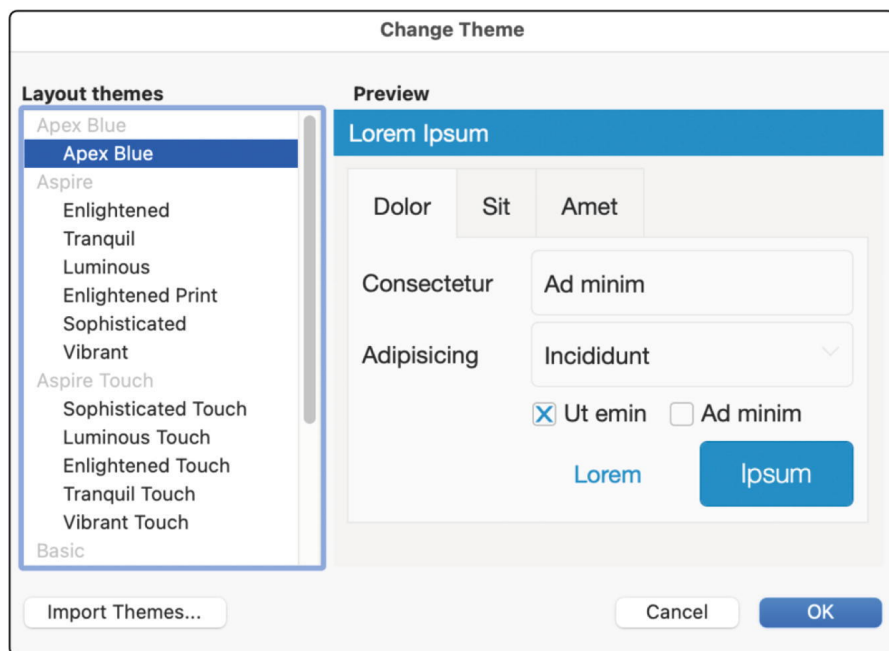 Change Theme
Layout themes
Apex Blue
Apex Blue
Aspire
Enlightened
Tranquil
Luminous
Enlightened Print
Sophisticated
Vibrant
Aspire Touch
Sophisticated Touch
Luminous Touch
Enlightened Touch
Tranquil Touch
Vibrant Touch
Basic
Preview
Lorem Ipsum
Dolor Sit Amet
Consectetur Ad minim
Adipisicing Incididunt
Ut emin Ad minim
Lorem Ipsum
Import Themes... Cancel OK